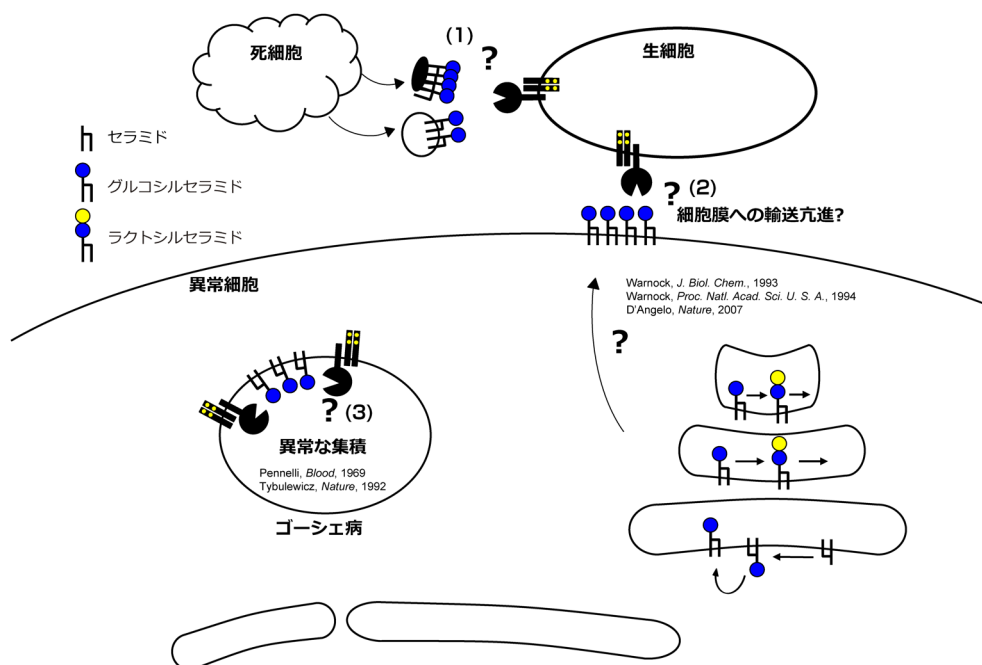 死細胞
(1)
?
生細胞
セラミド
グルコシルセラミド
ラクトシルセラミド
? (2)
細胞膜への輸送亢進?
異常細胞
Warnock, J. Biol. Chem., 1993
Warnock, Proc. Natl. Acad. Sci. U. S. A., 1994
D'Angelo, Nature, 2007
?
? (3)
異常な集積
Pennelli, Blood, 1969
Tybulewicz, Nature, 1992
ゴーシェ病